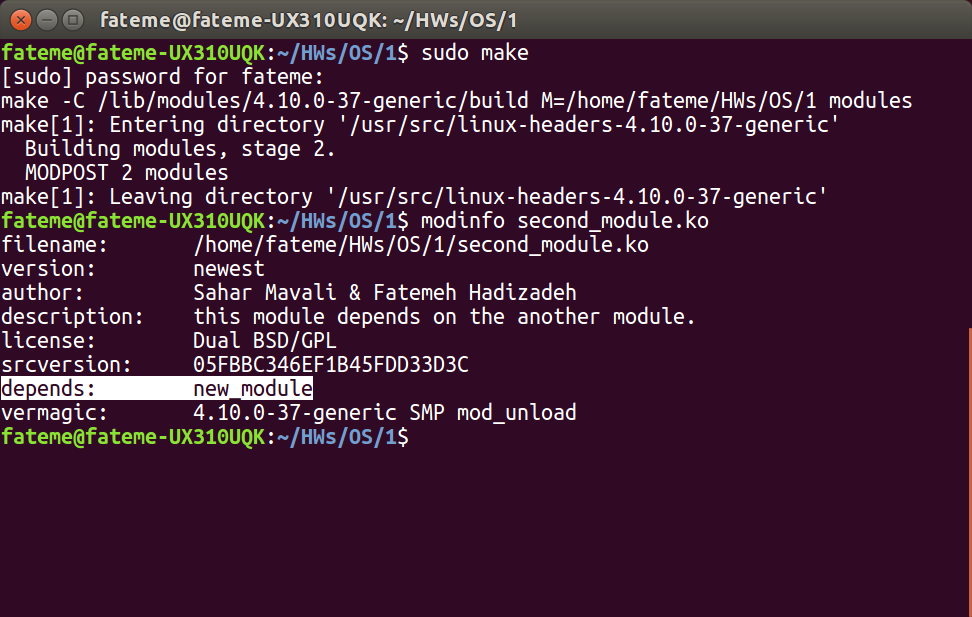 fateme@fateme-UX310UQK: ~/HWs/OS/1
fateme@fateme-UX310UQK:~/HWs/OS/1$ sudo make
[sudo] password for fateme:
make -C /lib/modules/4.10.0-37-generic/build M=/home/fateme/HWs/OS/1 modules
make[1]: Entering directory '/usr/src/linux-headers-4.10.0-37-generic'
  Building modules, stage 2.
  MODPOST 2 modules
make[1]: Leaving directory '/usr/src/linux-headers-4.10.0-37-generic'
fateme@fateme-UX310UQK:~/HWs/OS/1$ modinfo second_module.ko
filename:       /home/fateme/HWs/OS/1/second_module.ko
version:        newest
author:         Sahar Mavali & Fatemeh Hadizadeh
description:    this module depends on the another module.
license:        Dual BSD/GPL
srcversion:     05FBBC346EF1B45FDD33D3C
depends:        new_module
vermagic:       4.10.0-37-generic SMP mod_unload
fateme@fateme-UX310UQK:~/HWs/OS/1$